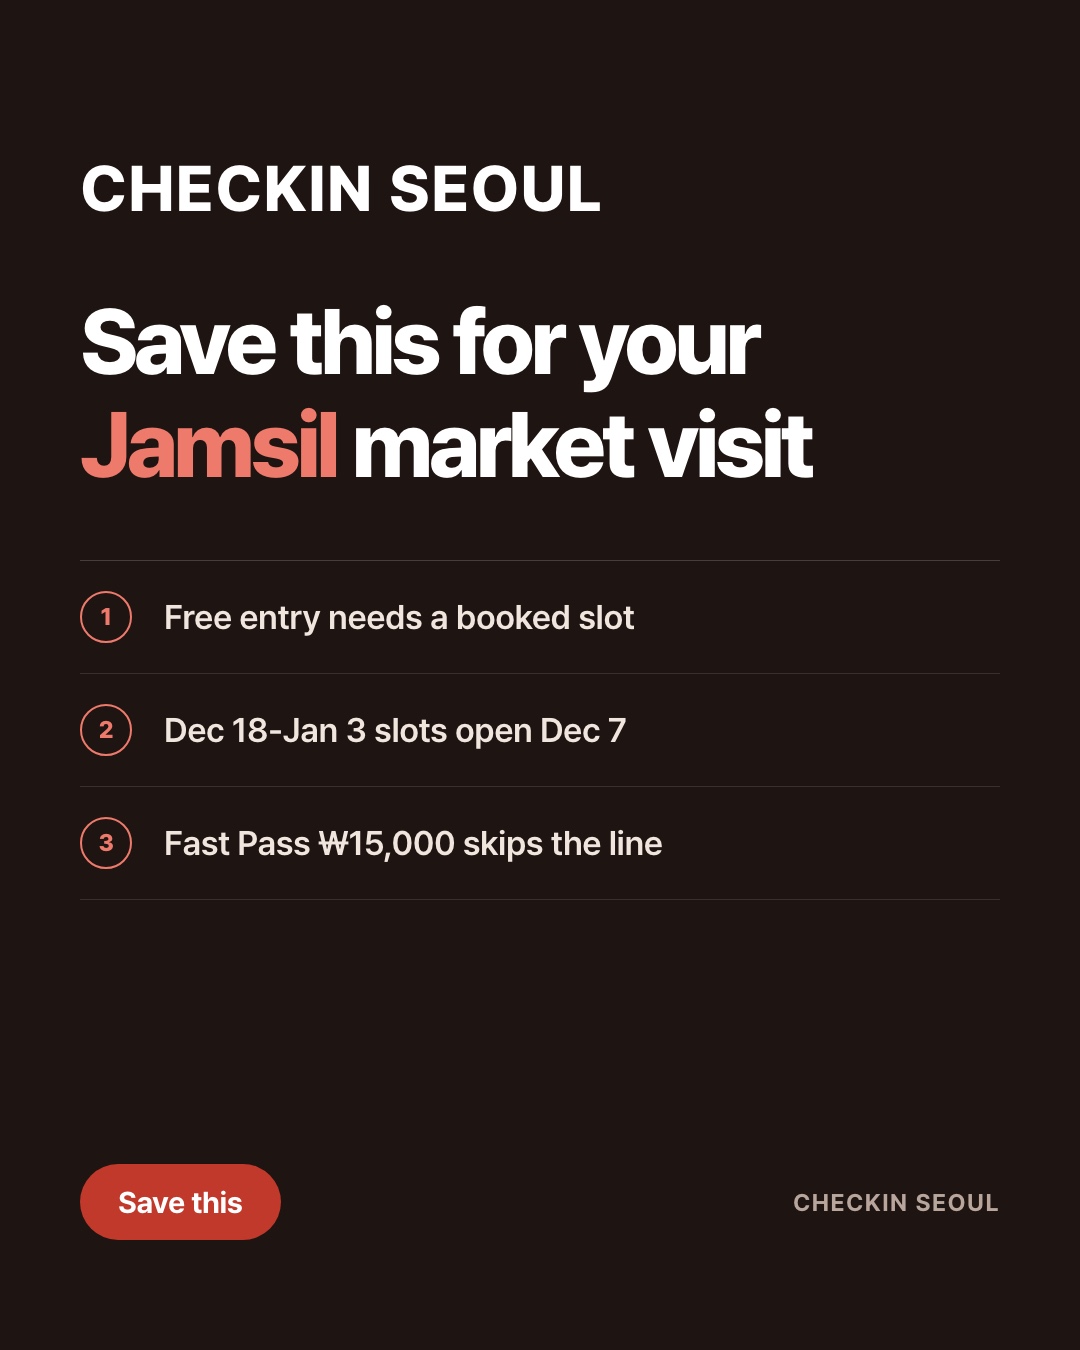 CHECKIN SEOUL
Save this for your
Jamsil market visit
1 Free entry needs a booked slot
2 Dec 18-Jan 3 slots open Dec 7
3 Fast Pass ₩15,000 skips the line
Save this
CHECKIN SEOUL